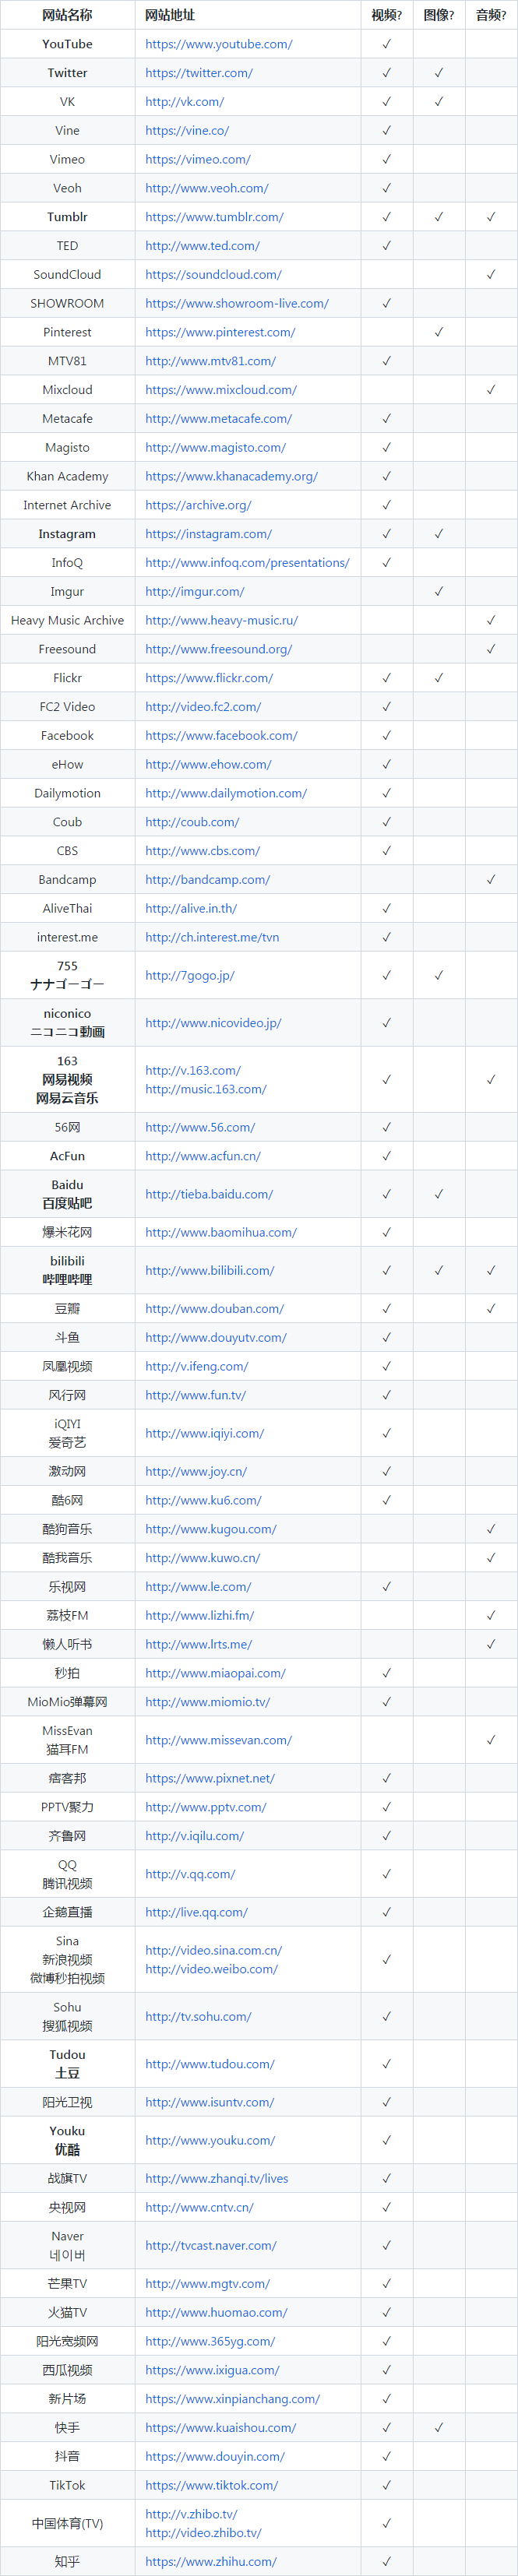 网站名称 网站地址 视频? 图像? 音频?
YouTube https://www.youtube.com/ ✓
Twitter https://twitter.com/ ✓ ✓
VK http://vk.com/ ✓ ✓
Vine https://vine.co/ ✓
Vimeo https://vimeo.com/ ✓
Veoh http://www.veoh.com/ ✓
Tumblr https://www.tumblr.com/ ✓ ✓ ✓
TED http://www.ted.com/ ✓
SoundCloud https://soundcloud.com/ ✓
SHOWROOM https://www.showroom-live.com/ ✓
Pinterest https://www.pinterest.com/ ✓
MTV81 http://www.mtv81.com/ ✓
Mixcloud https://www.mixcloud.com/ ✓
Metacafe http://www.metacafe.com/ ✓
Magisto http://www.magisto.com/ ✓
Khan Academy https://www.khanacademy.org/ ✓
Internet Archive https://archive.org/ ✓
Instagram https://instagram.com/ ✓ ✓
InfoQ http://www.infoq.com/presentations/ ✓
Imgur http://imgur.com/ ✓
Heavy Music Archive http://www.heavy-music.ru/ ✓
Freesound http://www.freesound.org/ ✓
Flickr https://www.flickr.com/ ✓ ✓
FC2 Video http://video.fc2.com/ ✓
Facebook https://www.facebook.com/ ✓
eHow http://www.ehow.com/ ✓
Dailymotion http://www.dailymotion.com/ ✓
Coub http://coub.com/ ✓
CBS http://www.cbs.com/ ✓
Bandcamp http://bandcamp.com/ ✓
AliveThai http://alive.in.th/ ✓
interest.me http://ch.interest.me/tvn ✓
755
ナナゴーゴー http://7gogo.jp/ ✓ ✓
niconico
ニコニコ動画 http://www.nicovideo.jp/ ✓
163
网易视频
网易云音乐 http://v.163.com/
http://music.163.com/ ✓ ✓
56网 http://www.56.com/ ✓
AcFun http://www.acfun.cn/ ✓
Baidu
百度贴吧 http://tieba.baidu.com/ ✓ ✓
爆米花网 http://www.baomihua.com/ ✓
bilibili
哔哩哔哩 http://www.bilibili.com/ ✓ ✓ ✓
豆瓣 http://www.douban.com/ ✓ ✓
斗鱼 http://www.douyutv.com/ ✓
凤凰视频 http://v.ifeng.com/ ✓
风行网 http://www.fun.tv/ ✓
iQIYI
爱奇艺 http://www.iqiyi.com/ ✓
激动网 http://www.joy.cn/ ✓
酷6网 http://www.ku6.com/ ✓
酷狗音乐 http://www.kugou.com/ ✓
酷我音乐 http://www.kuwo.cn/ ✓
乐视网 http://www.le.com/ ✓
荔枝FM http://www.lizhi.fm/ ✓
懒人听书 http://www.lrts.me/ ✓
秒拍 http://www.miaopai.com/ ✓
MioMio弹幕网 http://www.miomio.tv/ ✓
MissEvan
猫耳FM http://www.missevan.com/ ✓
痞客邦 https://www.pixnet.net/ ✓
PPTV聚力 http://www.pptv.com/ ✓
齐鲁网 http://v.iqilu.com/ ✓
QQ
腾讯视频 http://v.qq.com/ ✓
企鹅直播 http://live.qq.com/ ✓
Sina
新浪视频
微博秒拍视频 http://video.sina.com.cn/
http://video.weibo.com/ ✓
Sohu
搜狐视频 http://tv.sohu.com/ ✓
Tudou
土豆 http://www.tudou.com/ ✓
阳光卫视 http://www.isuntv.com/ ✓
Youku
优酷 http://www.youku.com/ ✓
战旗TV http://www.zhanqi.tv/lives ✓
央视网 http://www.cntv.cn/ ✓
Naver
네이버 http://tvcast.naver.com/ ✓
芒果TV http://www.mgtv.com/ ✓
火猫TV http://www.huomao.com/ ✓
阳光宽频网 http://www.365yg.com/ ✓
西瓜视频 https://www.ixigua.com/ ✓
新片场 https://www.xinpianchang.com/ ✓
快手 https://www.kuaishou.com/ ✓ ✓
抖音 https://www.douyin.com/ ✓
TikTok https://www.tiktok.com/ ✓
中国体育(TV) http://v.zhibo.tv/
http://video.zhibo.tv/ ✓
知乎 https://www.zhihu.com/ ✓